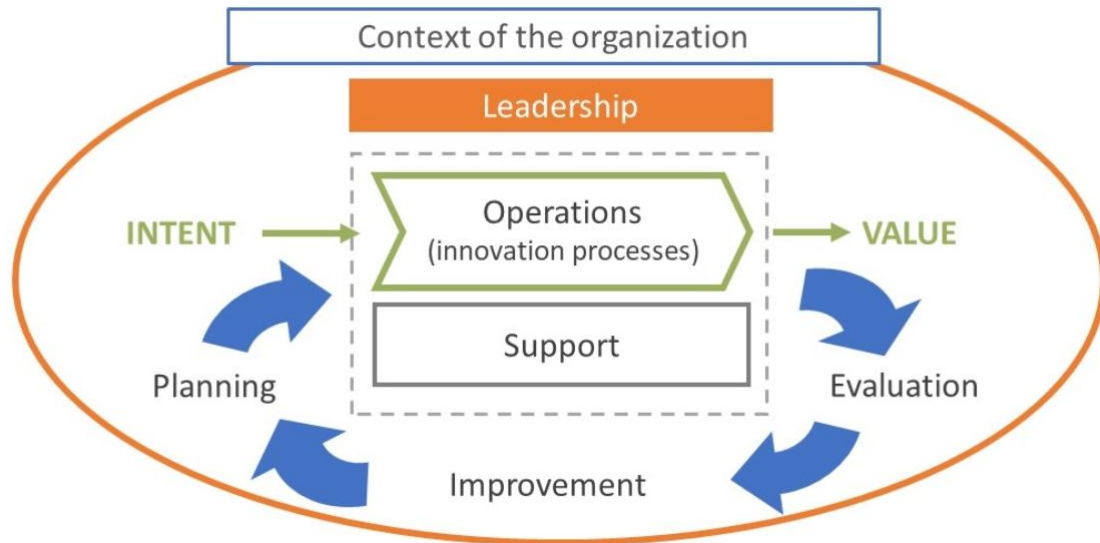 Context of the organization
Leadership
Operations
(innovation processes)
INTENT
VALUE
Support
Planning
Evaluation
Improvement